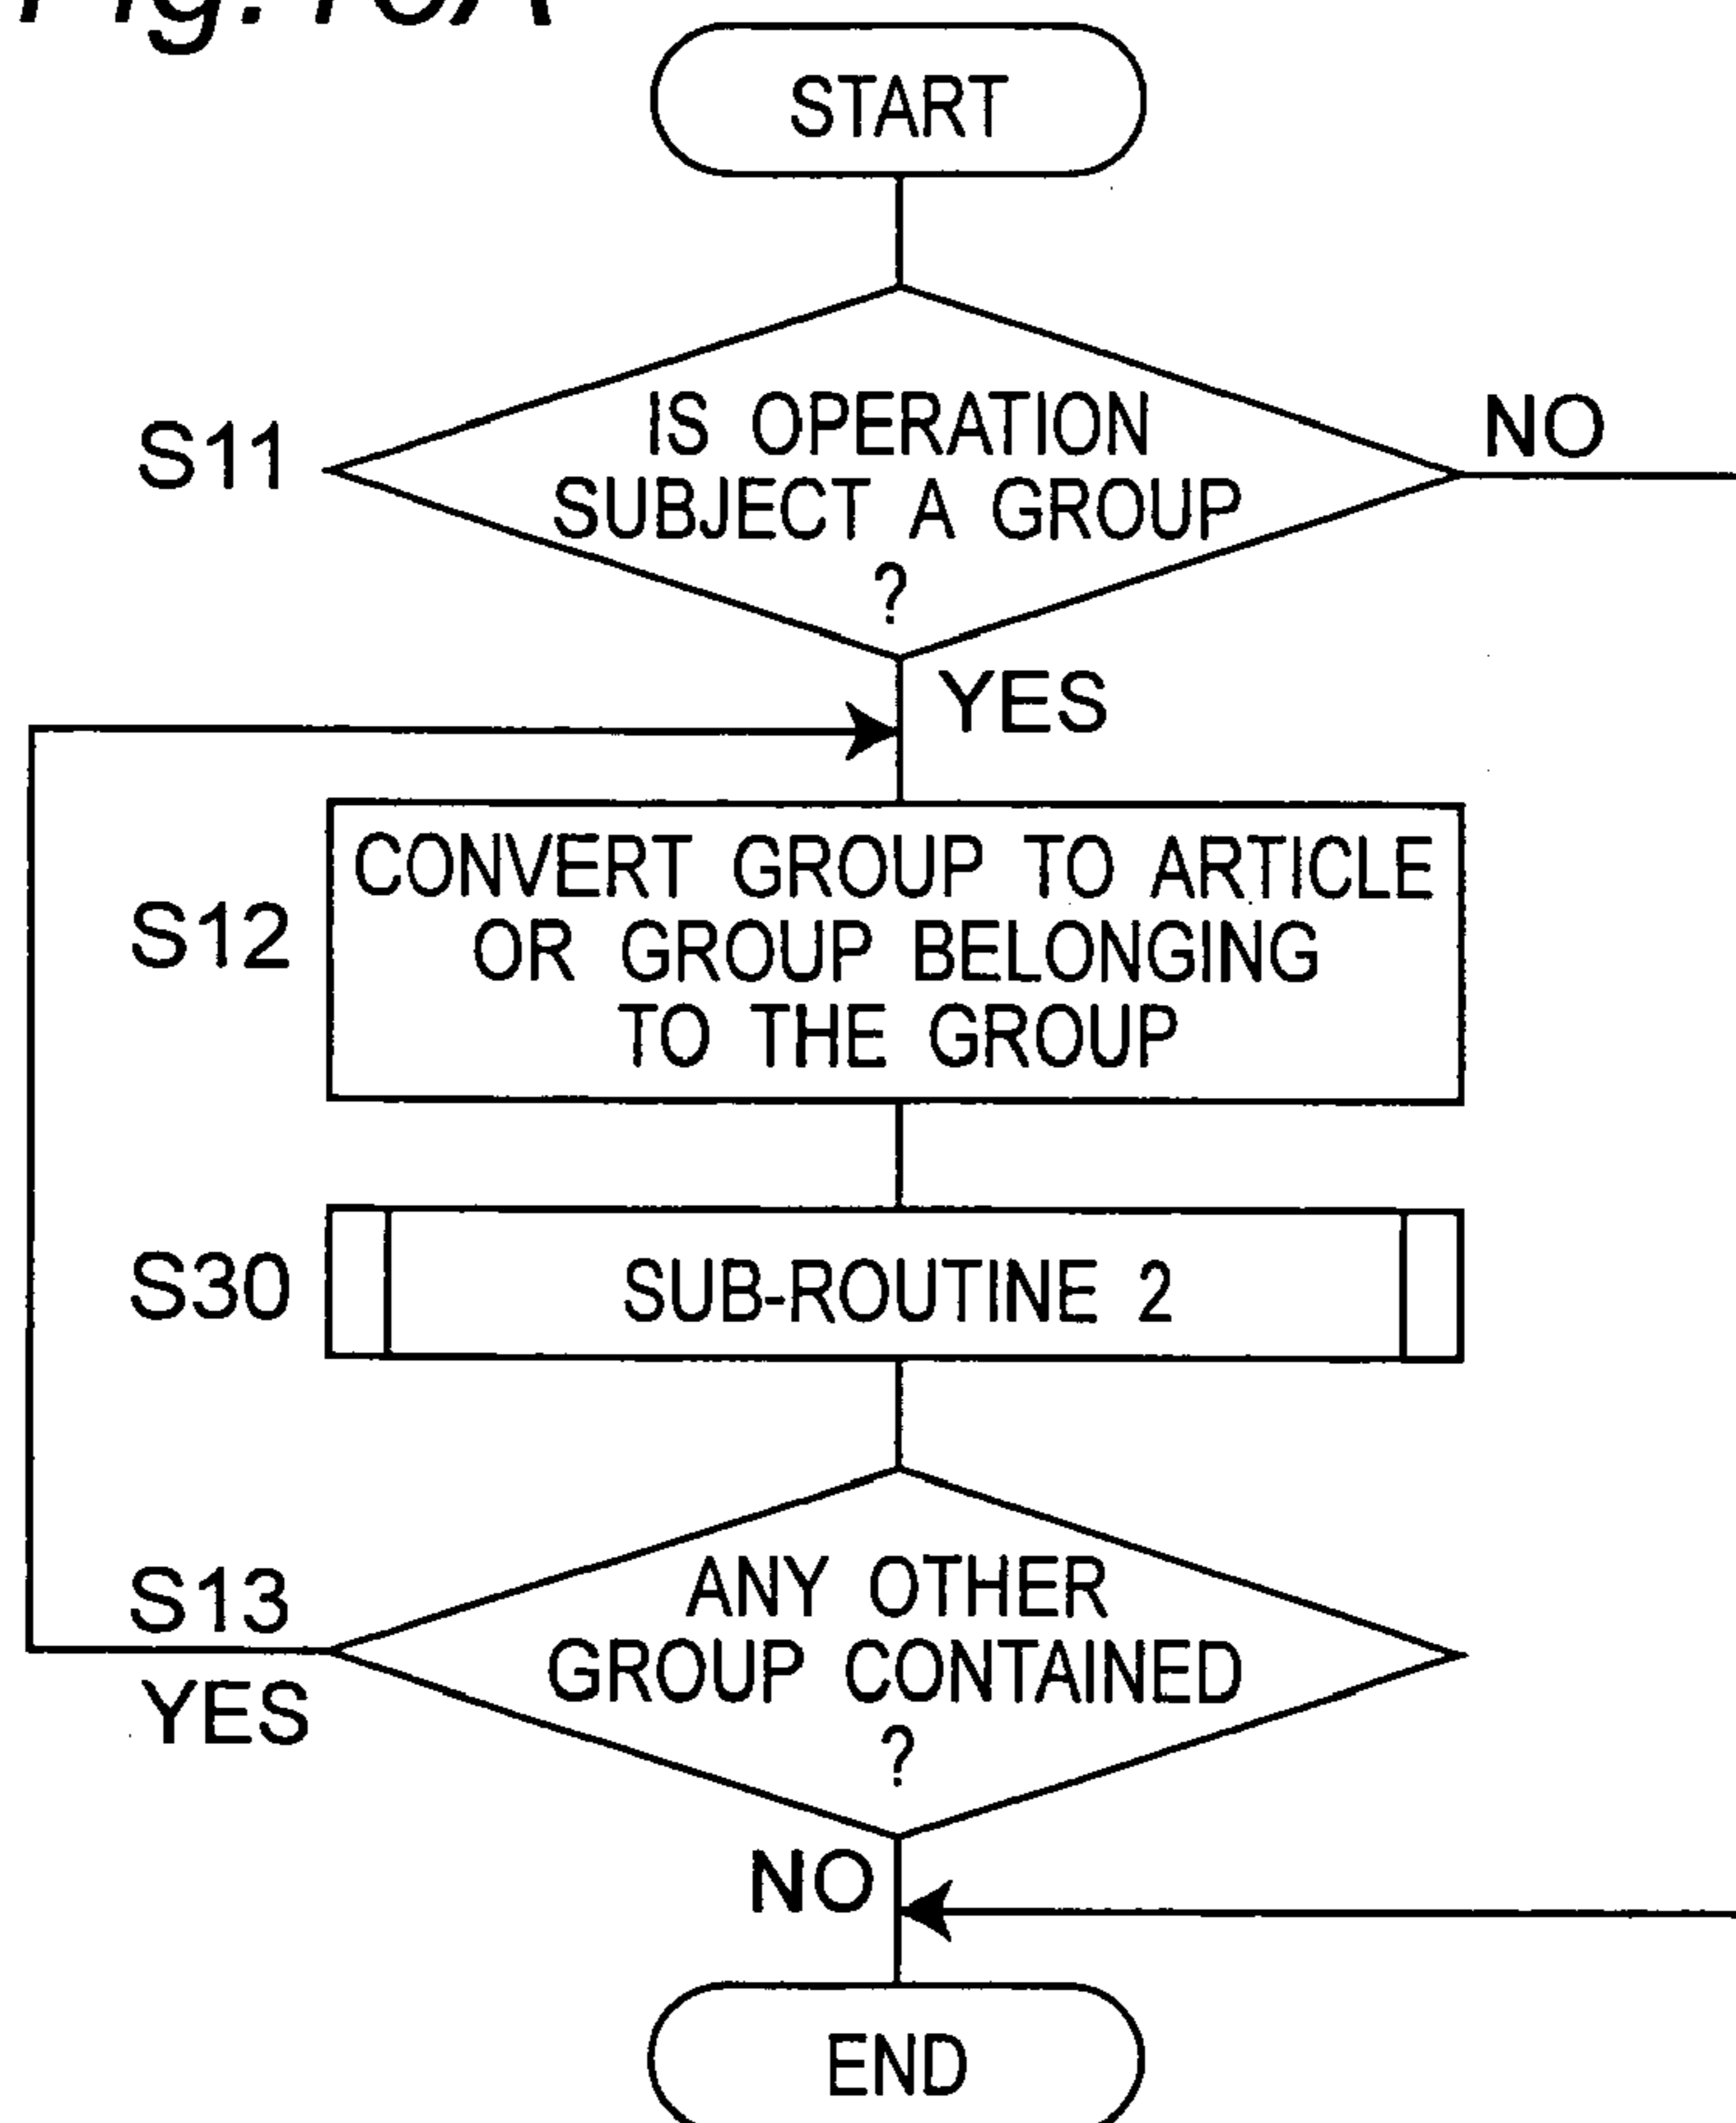 START
IS OPERATION
SUBJECT A GROUP
?
S11
NO
YES
CONVERT GROUP TO ARTICLE
OR GROUP BELONGING
TO THE GROUP
S12
S30
SUB-ROUTINE 2
S13
ANY OTHER
GROUP CONTAINED
?
YES
NO
END